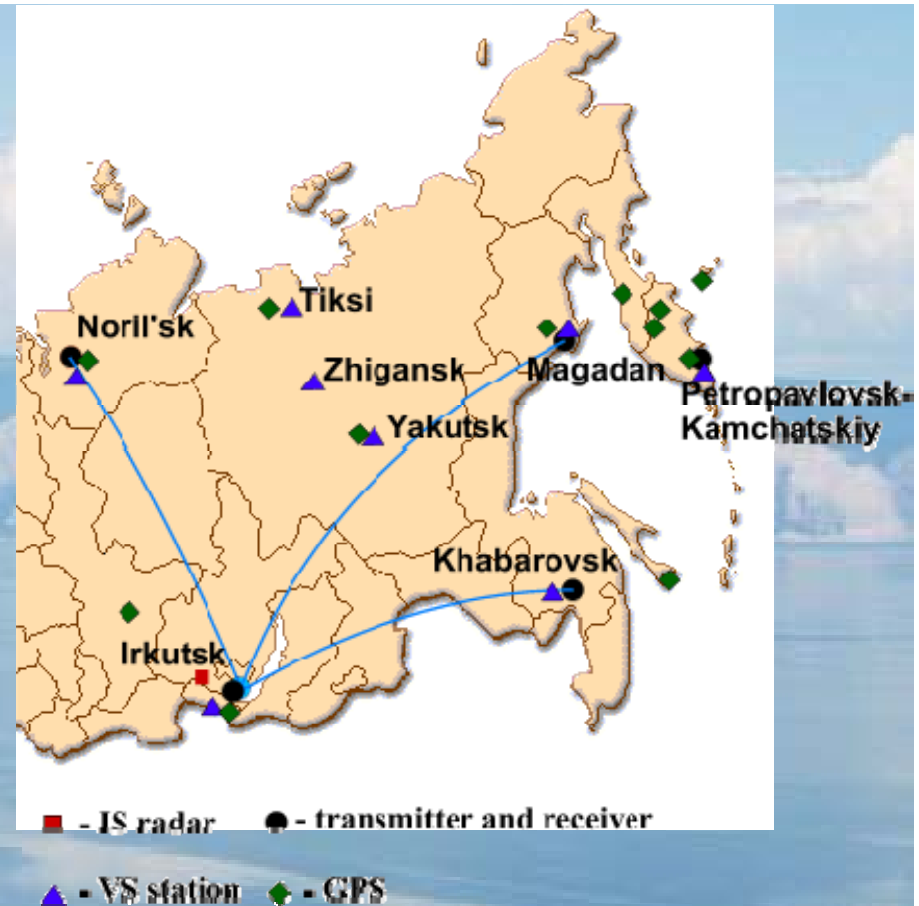 Tiksi
Noril'sk
Zhigansk
Magadan
Petropavlovsk-
Kamchatskiy
Yakutsk
Khabarovsk
Irkutsk
- IS radar - transmitter and receiver
- VS station - GPS